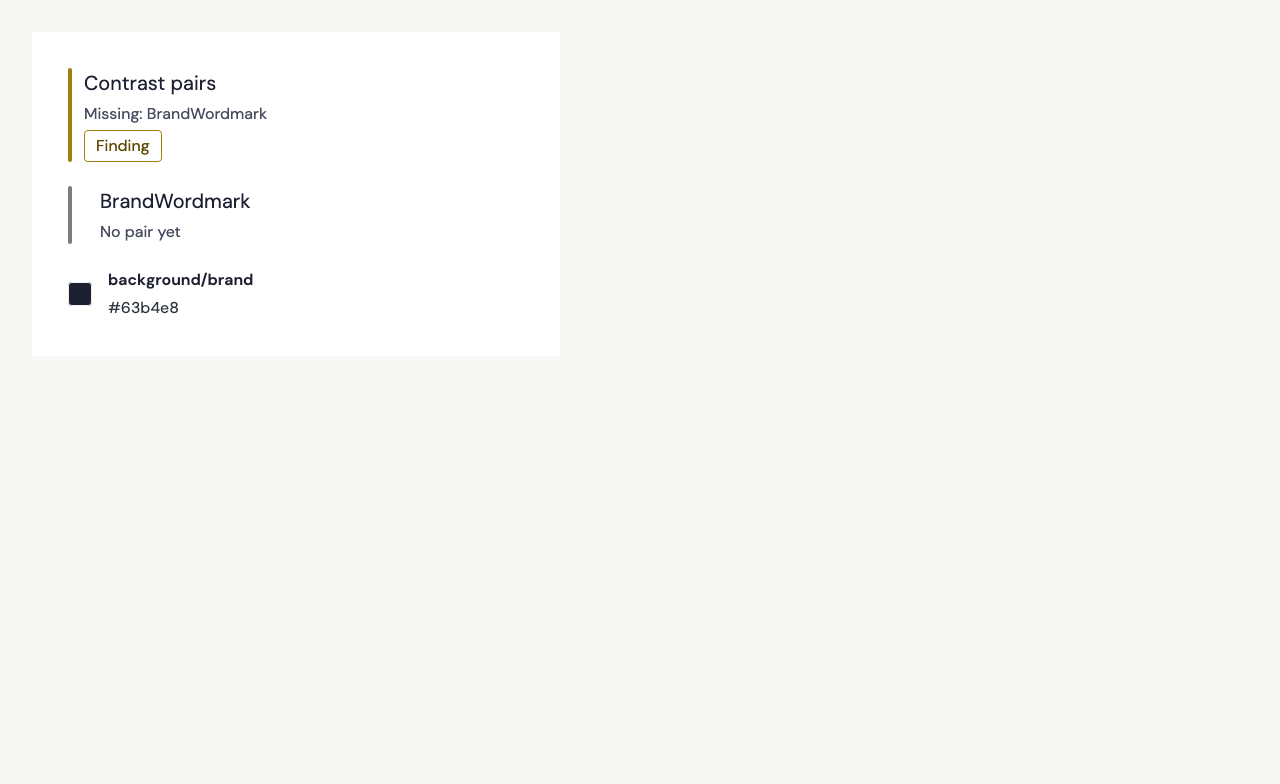 Contrast pairs
Missing: BrandWordmark
Finding
BrandWordmark
No pair yet
background/brand
#63b4e8